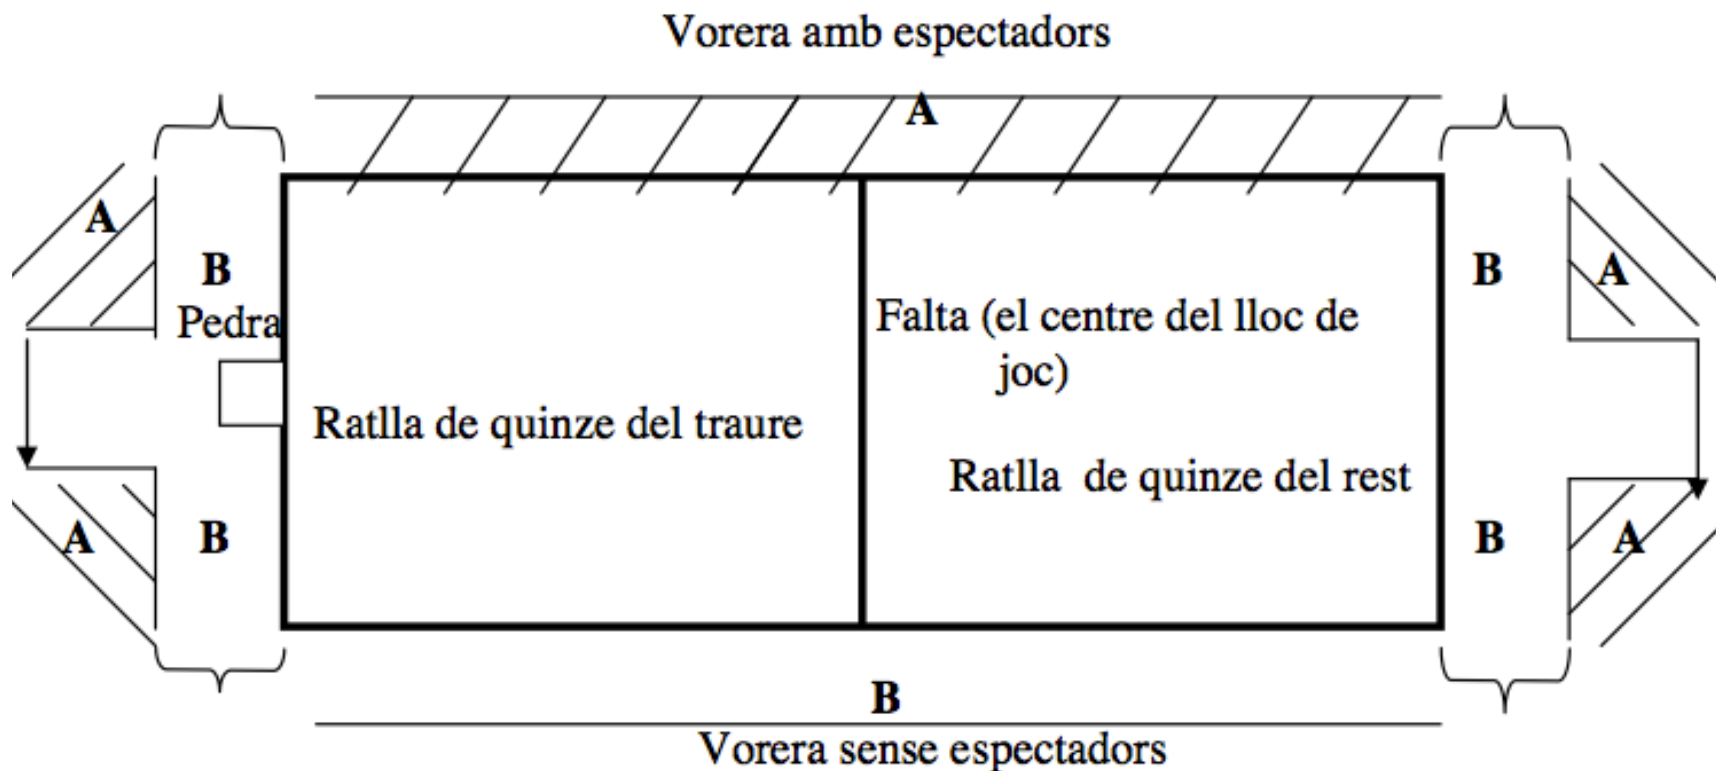 Vorera amb espectadors
A
A
B
B
A
Pedra
Falta (el centre del lloc de
joc)
Ratlla de quinze del traure
Ratlla de quinze del rest
A
B
B
A
B
Vorera sense espectadors